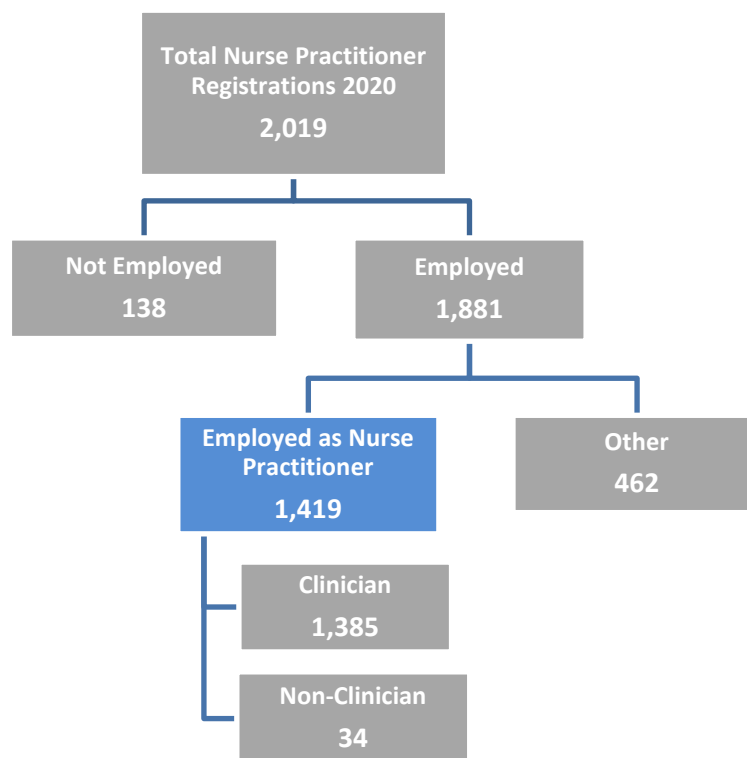 Total Nurse Practitioner
Registrations 2020
2,019
Not Employed
138
Employed
1,881
Employed as Nurse
Practitioner
1,419
Other
462
Clinician
1,385
Non-Clinician
34